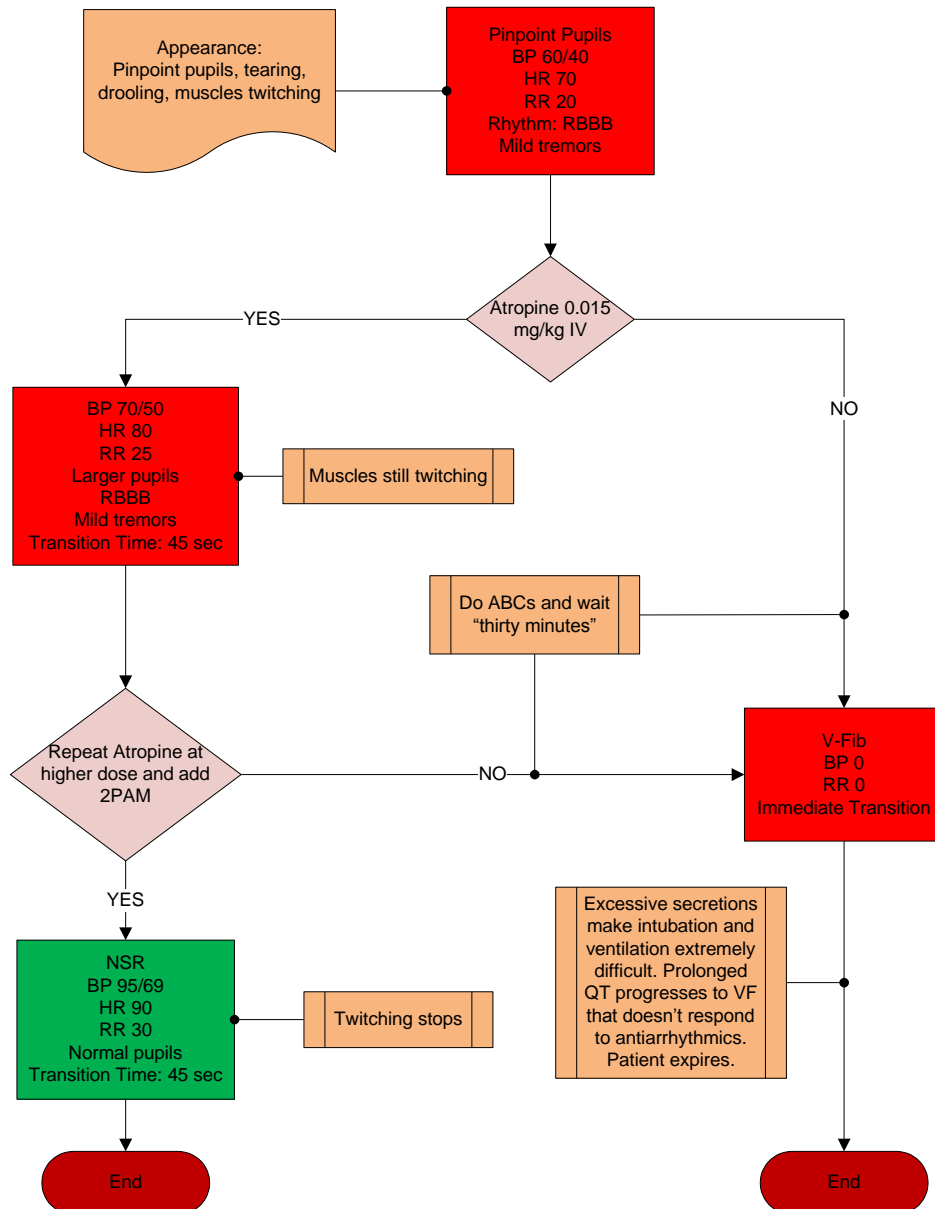 Appearance:
Pinpoint pupils, tearing,
drooling, muscles twitching
Pinpoint Pupils
BP 60/40
HR 70
RR 20
Rhythm: RBBB
Mild tremors
Atropine 0.015
mg/kg IV
YES
NO
BP 70/50
HR 80
RR 25
Larger pupils
RBBB
Mild tremors
Transition Time: 45 sec
Muscles still twitching
Do ABCs and wait
“thirty minutes”
Repeat Atropine at
higher dose and add
2PAM
NO
V-Fib
BP 0
RR 0
Immediate Transition
YES
NSR
BP 95/69
HR 90
RR 30
Normal pupils
Transition Time: 45 sec
Twitching stops
Excessive secretions
make intubation and
ventilation extremely
difficult. Prolonged
QT progresses to VF
that doesn’t respond
to antiarrhythmics.
Patient expires.
End
End